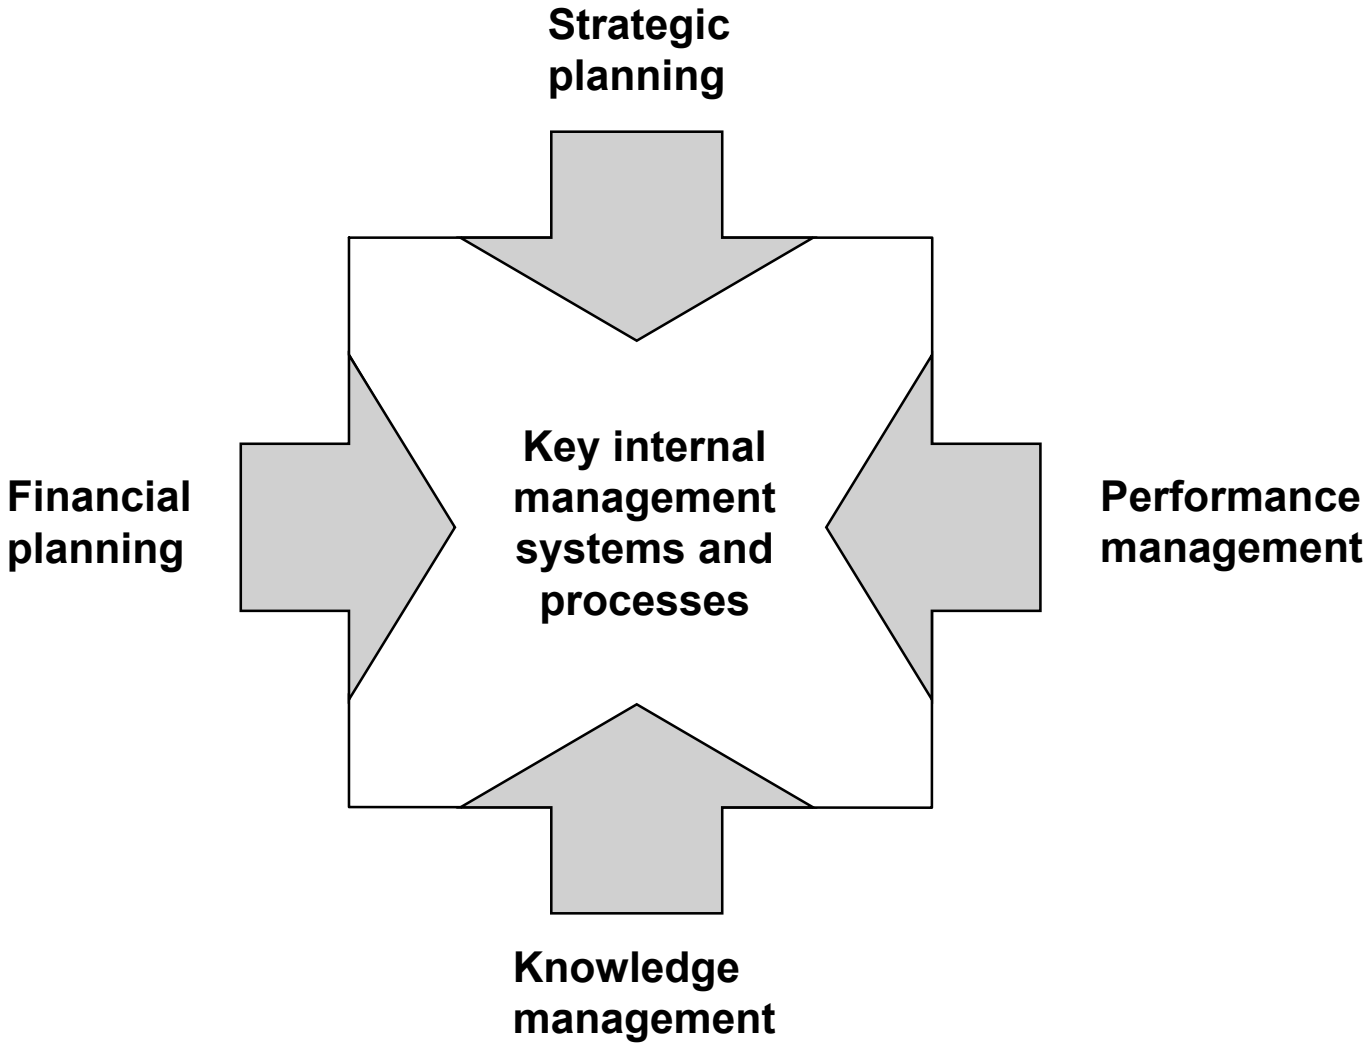 Strategic
planning
Financial
planning
Key internal
management
systems and
processes
Performance
management
Knowledge
management